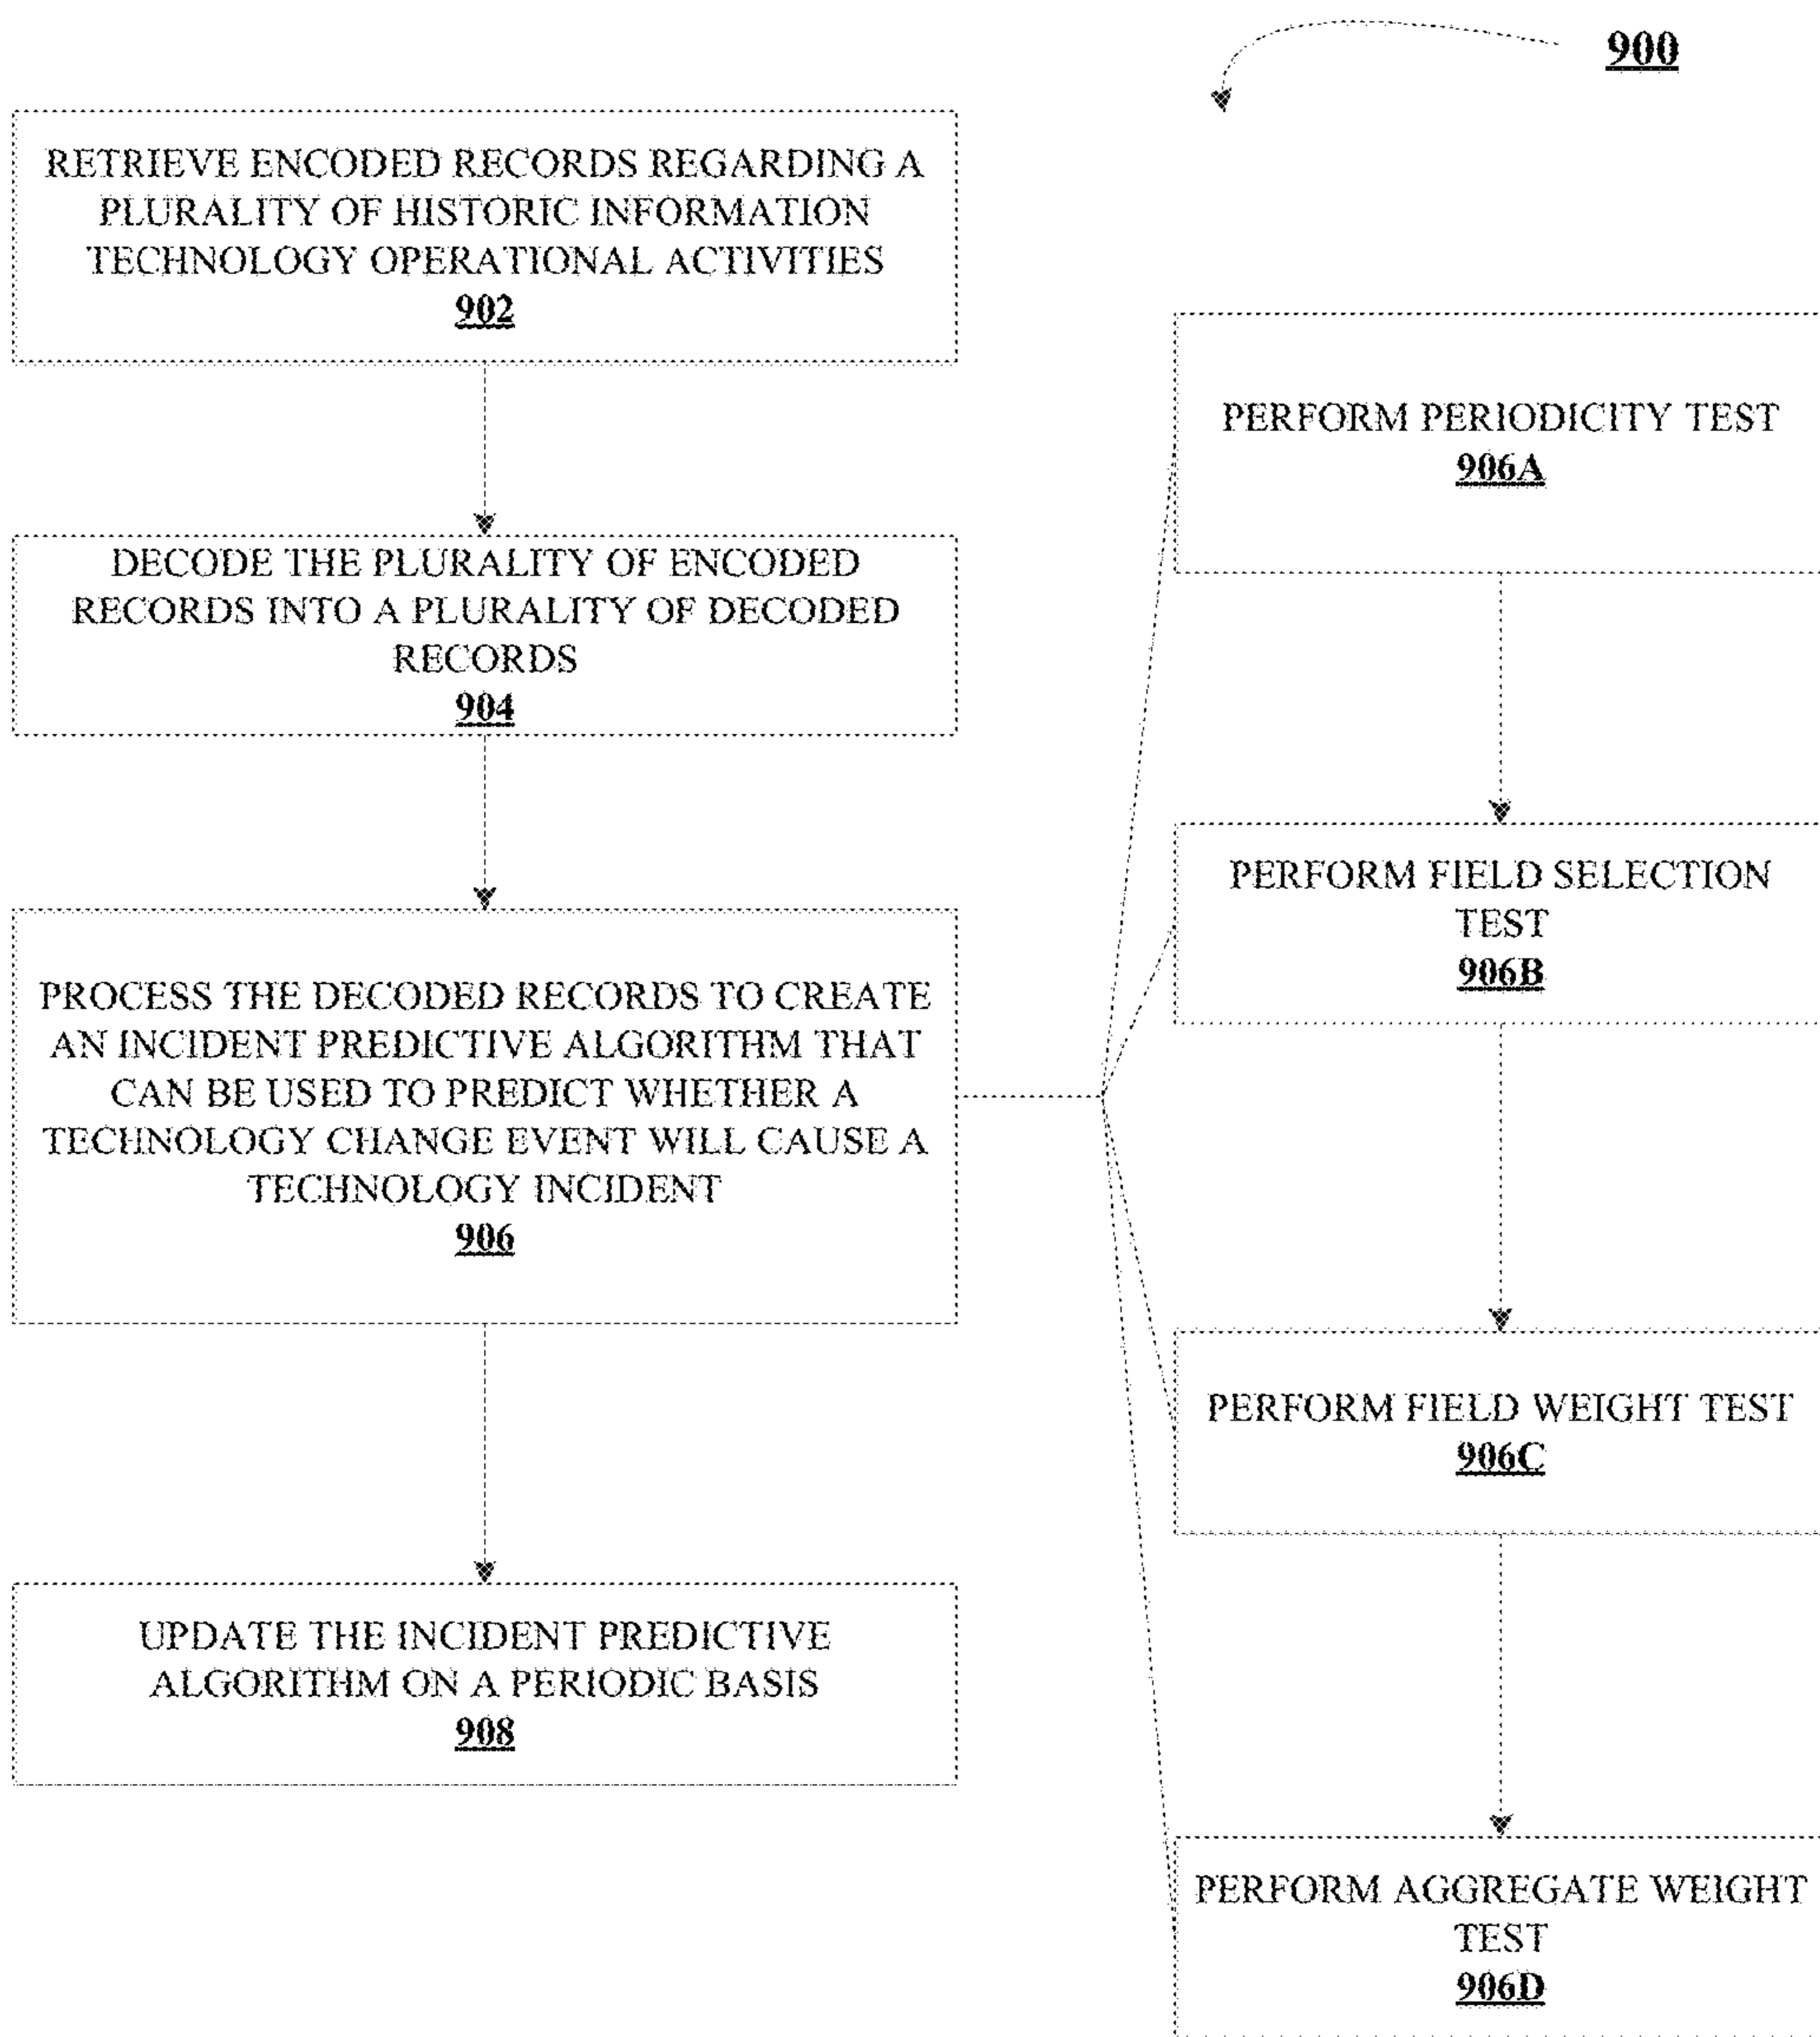 900
RETRIEVE ENCODED RECORDS REGARDING A
PLURALITY OF HISTORIC INFORMATION
TECHNOLOGY OPERATIONAL ACTIVITIES
902
DECODE THE PLURALITY OF ENCODED
RECORDS INTO A PLURALITY OF DECODED
RECORDS
904
PROCESS THE DECODED RECORDS TO CREATE
AN INCIDENT PREDICTIVE ALGORITHM THAT
CAN BE USED TO PREDICT WHETHER A
TECHNOLOGY CHANGE EVENT WILL CAUSE A
TECHNOLOGY INCIDENT
906
UPDATE THE INCIDENT PREDICTIVE
ALGORITHM ON A PERIODIC BASIS
908
PERFORM PERIODICITY TEST
906A
PERFORM FIELD SELECTION
TEST
906B
PERFORM FIELD WEIGHT TEST
906C
PERFORM AGGREGATE WEIGHT
TEST
906D